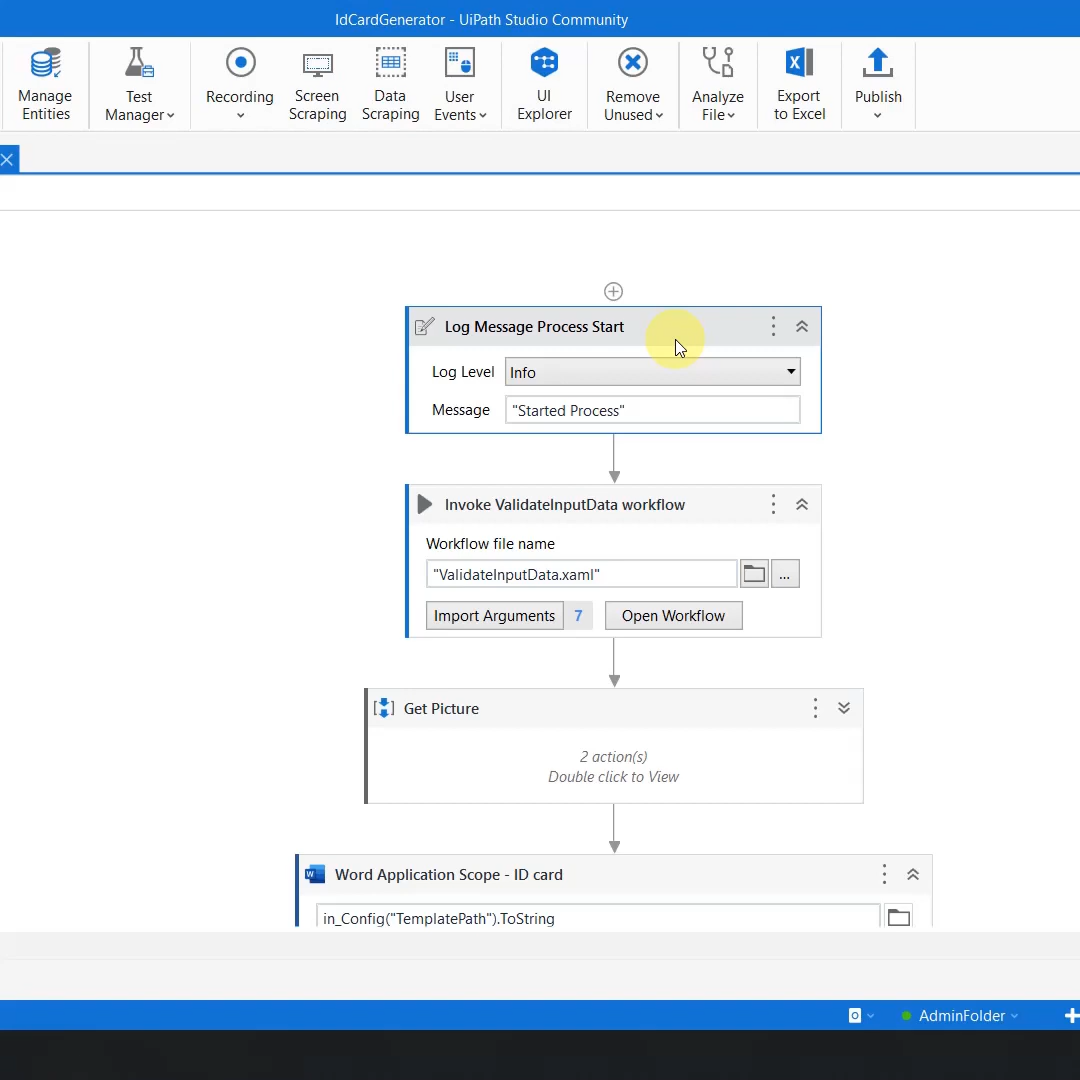 IdCardGenerator - UiPath Studio Community
Manage
Entities
Test
Manager
Recording
Screen
Scraping
Data
Scraping
User
Events
UI
Explorer
Remove
Unused
Analyze
File
Export
to Excel
Publish
Log Message Process Start
Log Level
Info
Message
"Started Process"
Invoke ValidateInputData workflow
Workflow file name
"ValidateInputData.xaml"
...
Import Arguments
7
Open Workflow
Get Picture
2 action(s)
Double click to View
Word Application Scope - ID card
in_Config("TemplatePath").ToString
AdminFolder